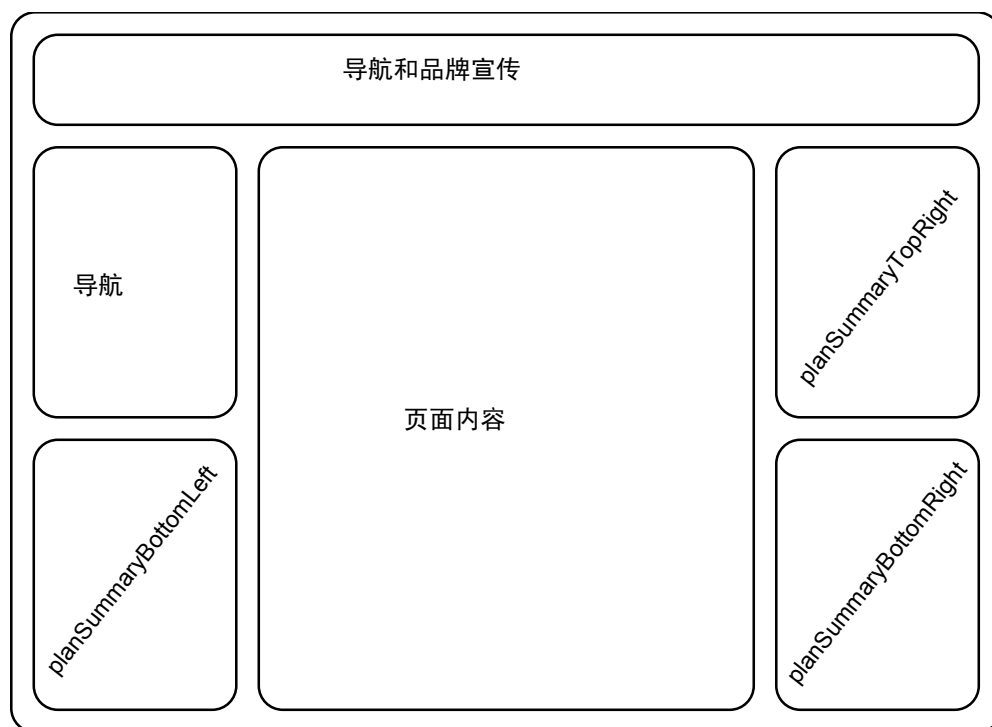 导航和品牌宣传
导航
planSummaryTopRight
页面内容
planSummaryBottomLeft
planSummaryBottomRight